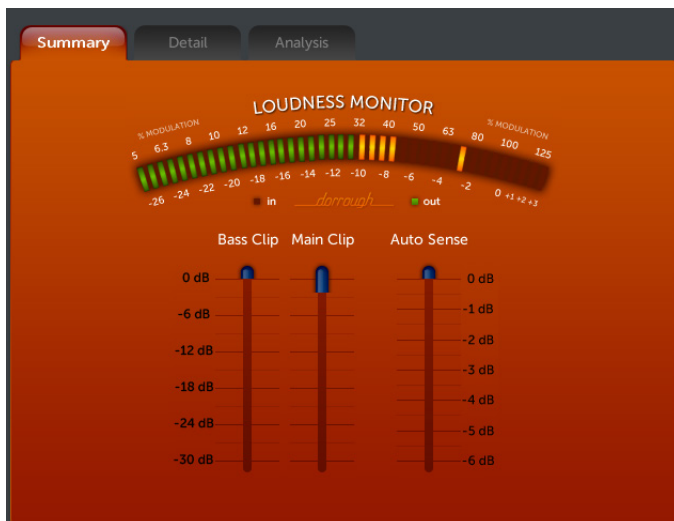 Summary Detail Analysis
LOUDNESS MONITOR
% MODULATION % MODULATION
5 6.3 8 10 12 16 20 25 32 40 50 63 80 100 125
-26 -24 -22 -20 -18 -16 -14 -12 -10 -8 -6 -4 -2 0 +1 +2 +3
in dorrough out
Bass Clip Main Clip Auto Sense
0 dB 0 dB
-6 dB -1 dB
-12 dB -2 dB
-18 dB -3 dB
-24 dB -4 dB
-30 dB -5 dB
-6 dB